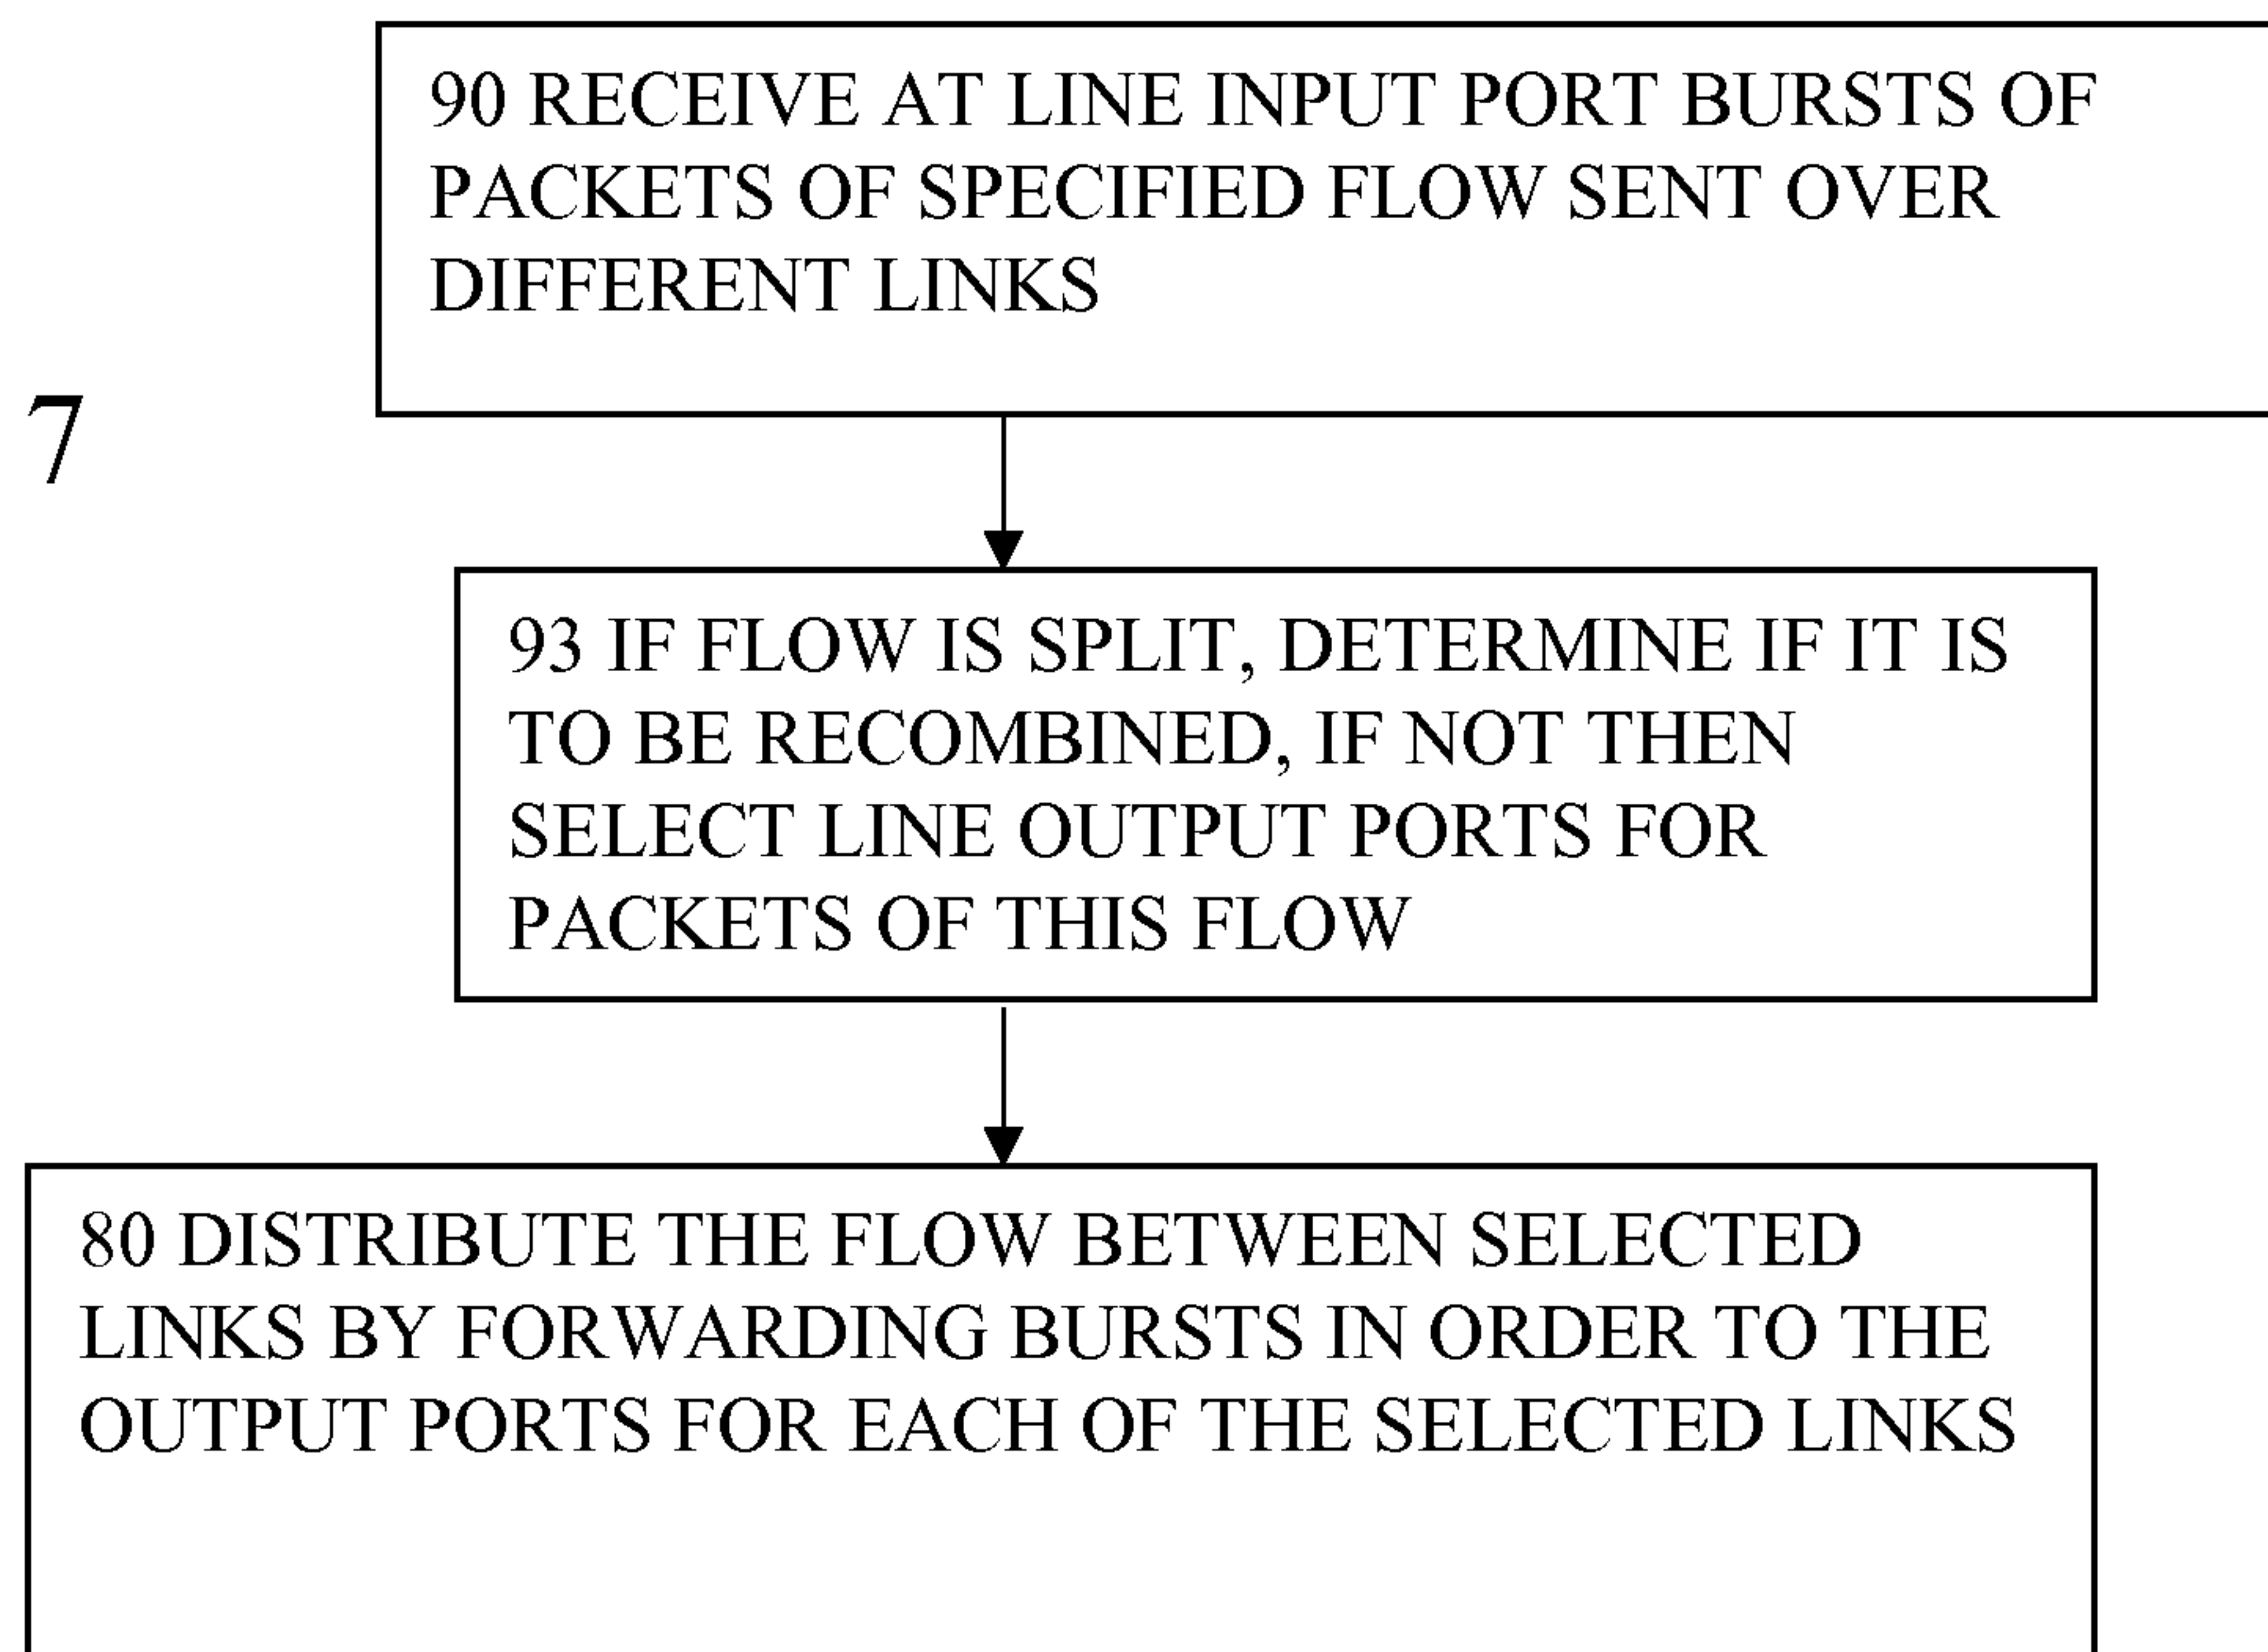 90 RECEIVE AT LINE INPUT PORT BURSTS OF
PACKETS OF SPECIFIED FLOW SENT OVER
DIFFERENT LINKS
7
93 IF FLOW IS SPLIT, DETERMINE IF IT IS
TO BE RECOMBINED, IF NOT THEN
SELECT LINE OUTPUT PORTS FOR
PACKETS OF THIS FLOW
80 DISTRIBUTE THE FLOW BETWEEN SELECTED
LINKS BY FORWARDING BURSTS IN ORDER TO THE
OUTPUT PORTS FOR EACH OF THE SELECTED LINKS